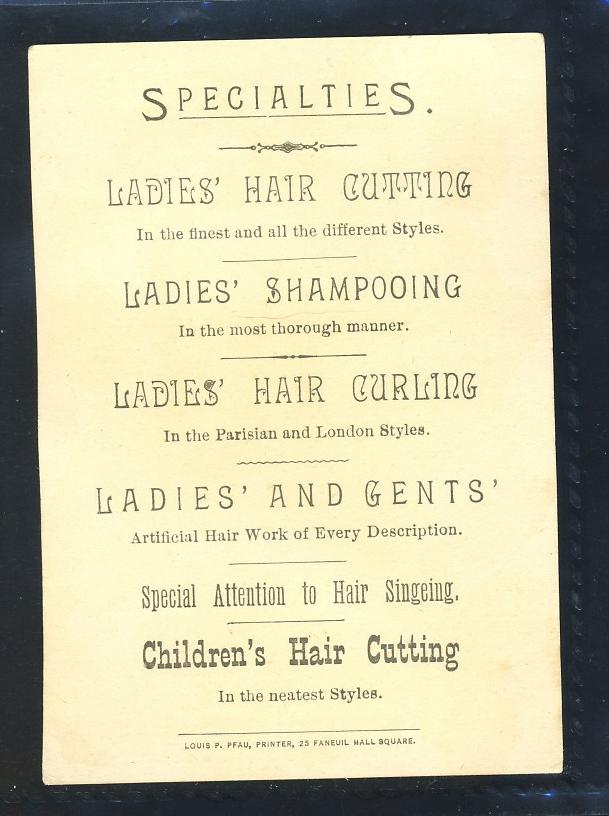 SPECIALTIES.
LADIES' HAIR CUTTING
In the finest and all the different Styles.
LADIES' SHAMPOOING
In the most thorough manner.
LADIES' HAIR CURLING
In the Parisian and London Styles.
LADIES' AND GENTS'
Artificial Hair Work of Every Description.
Special Attention to Hair Singeing.
Children's Hair Cutting
In the neatest Styles.
LOUIS P. PFAU, PRINTER, 25 FANEUIL HALL SQUARE.